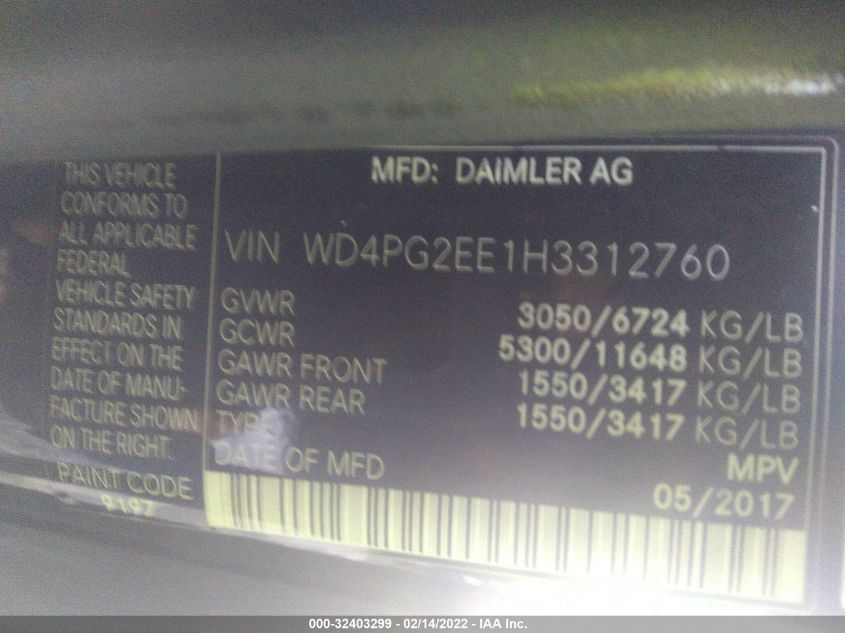 THIS VEHICLE
CONFORMS TO
ALL APPLICABLE
FEDERAL
VEHICLE SAFETY
STANDARDS IN
EFFECT ON THE
DATE OF MANU-
FACTURE SHOWN
ON THE RIGHT.
PAINT CODE
9197
MFD: DAIMLER AG
VIN WD4PG2EE1H3312760
GVWR 3050/6724 KG/LB
GCWR 5300/11648 KG/LB
GAWR FRONT 1550/3417 KG/LB
GAWR REAR 1550/3417 KG/LB
TYPE MPV
DATE OF MFD 05/2017
000-32403299 - 02/14/2022 - IAA Inc.